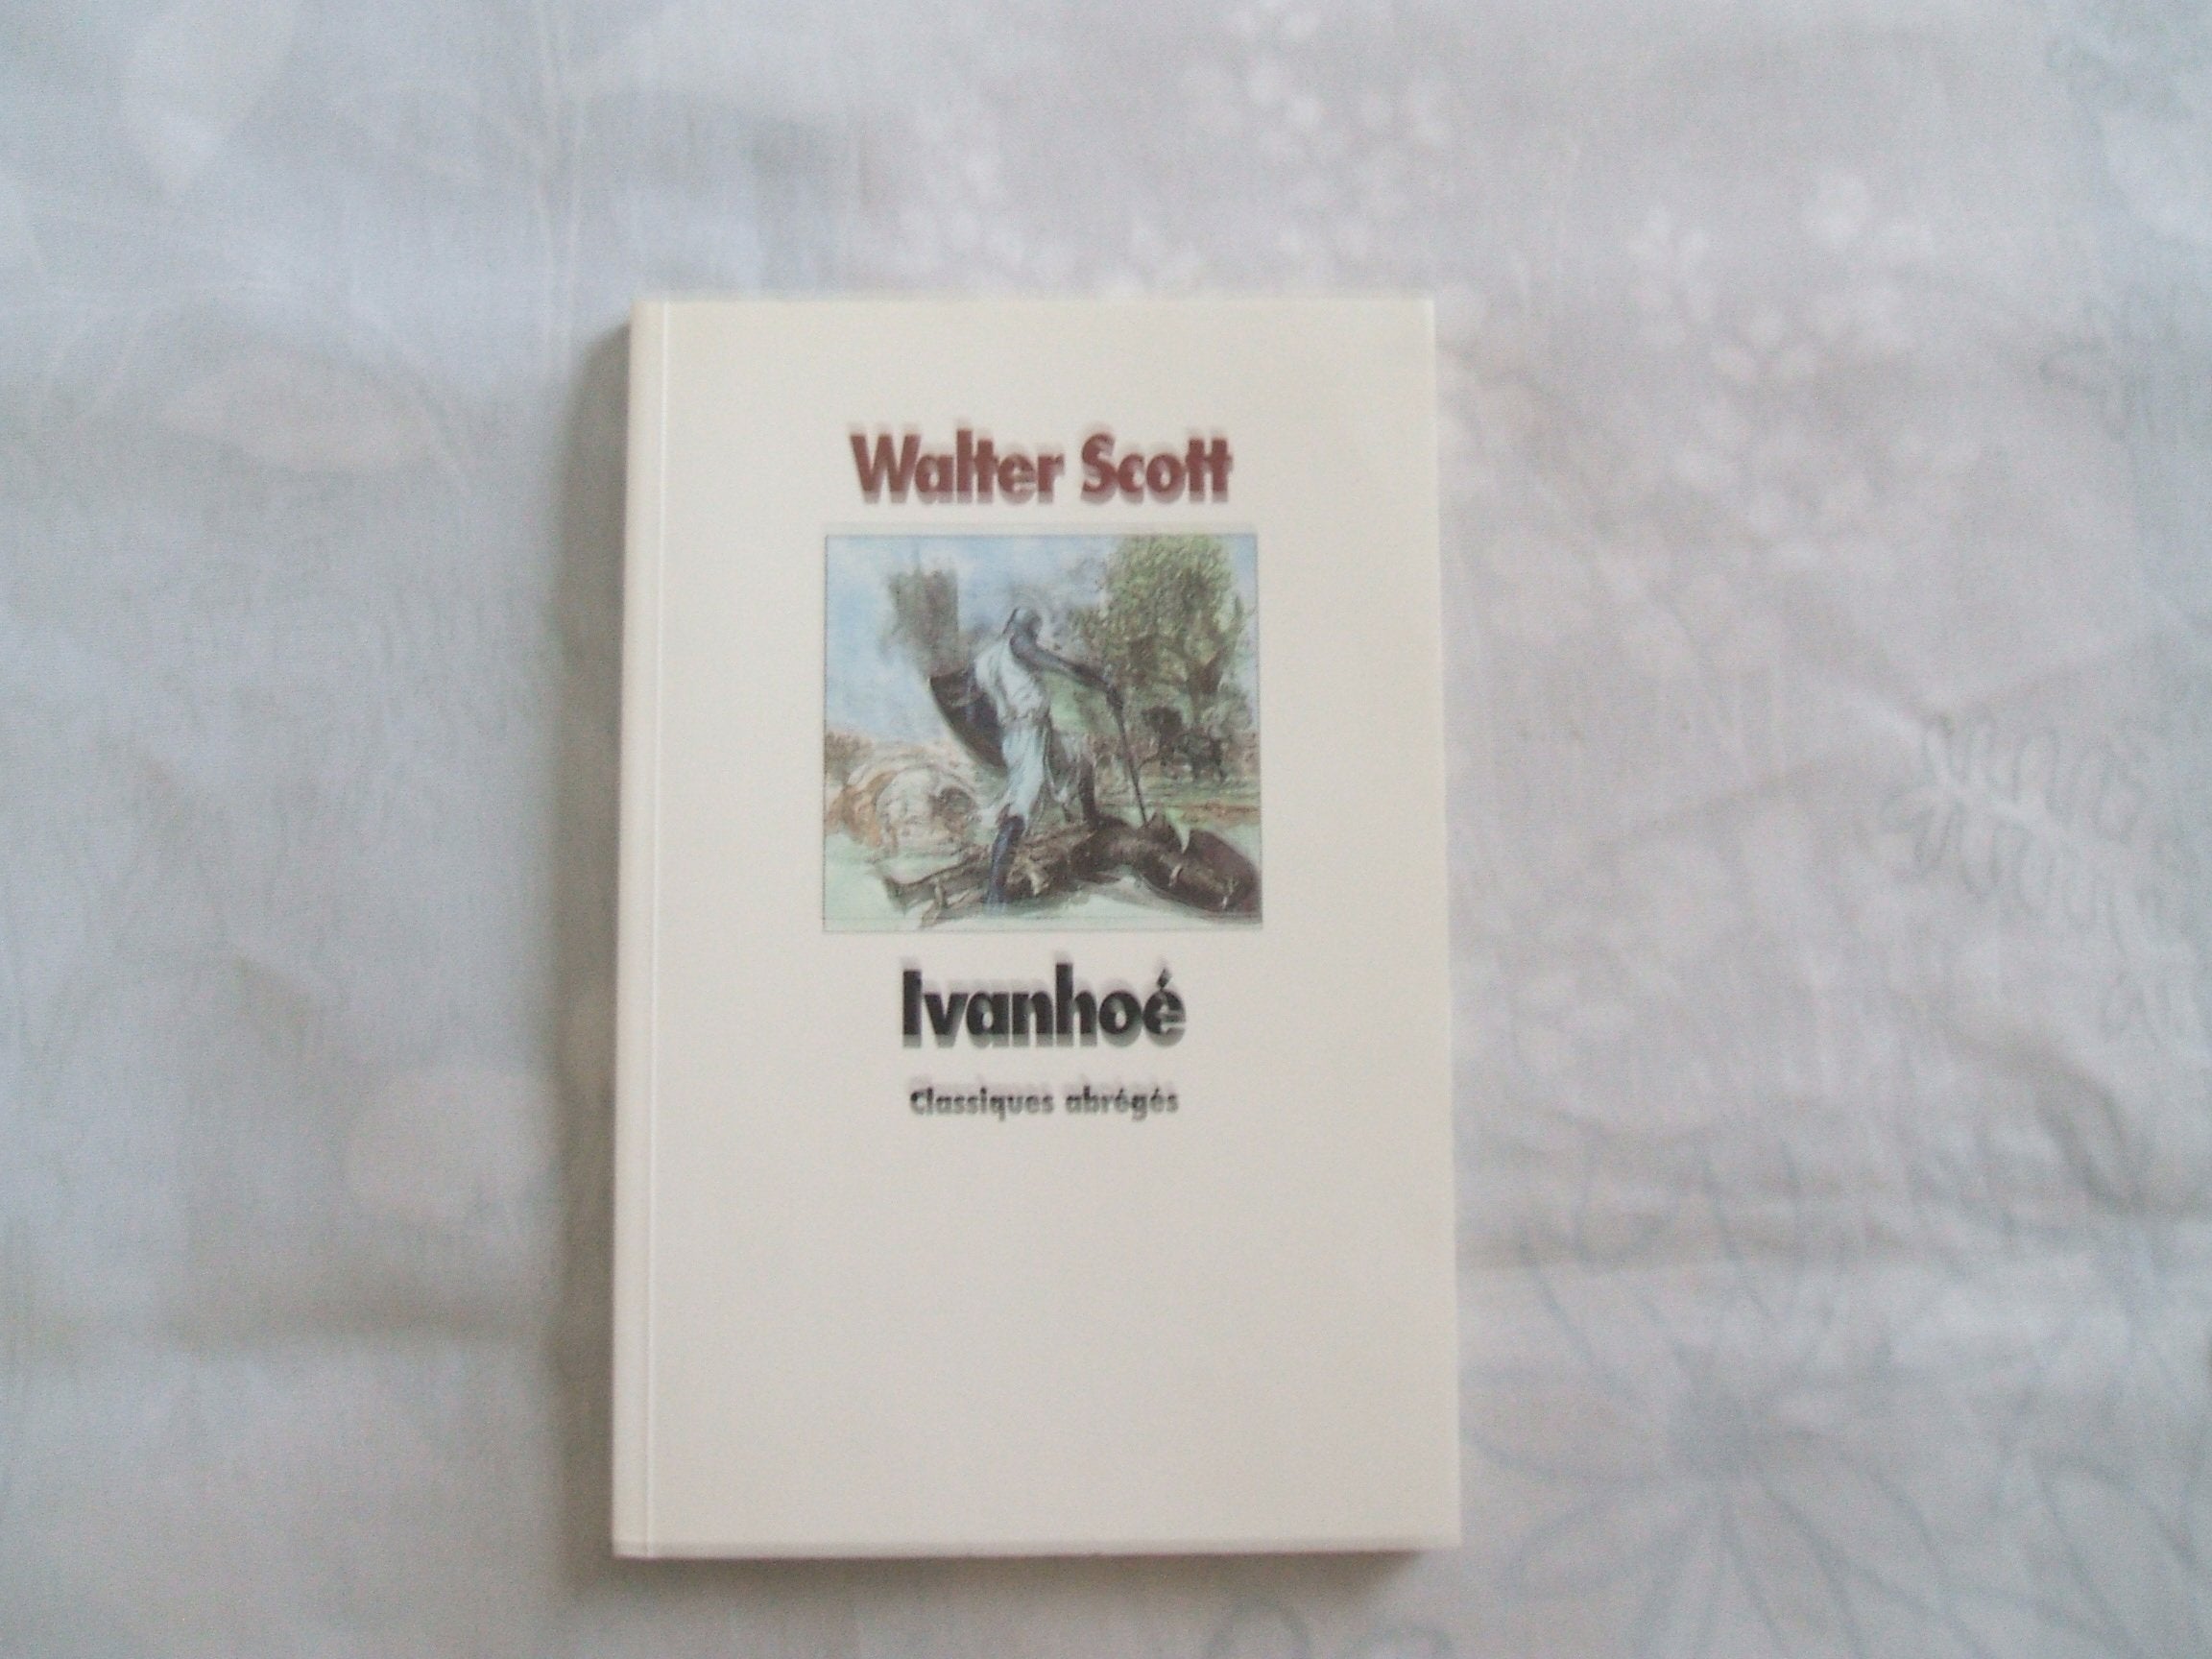 Walter Scott
Ivanhoé
Classiques abrégés